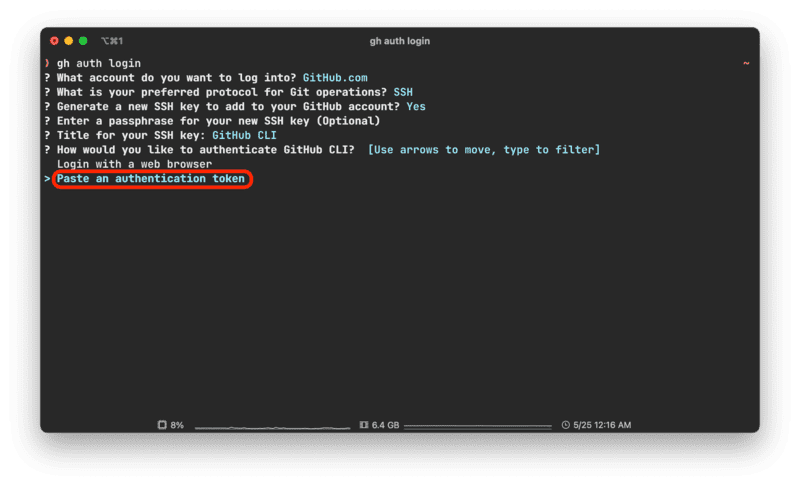 ⌥⌘1
gh auth login
❯ gh auth login ~
? What account do you want to log into? GitHub.com
? What is your preferred protocol for Git operations? SSH
? Generate a new SSH key to add to your GitHub account? Yes
? Enter a passphrase for your new SSH key (Optional)
? Title for your SSH key: GitHub CLI
? How would you like to authenticate GitHub CLI?  [Use arrows to move, type to filter]
  Login with a web browser
> Paste an authentication token
8% 6.4 GB 5/25 12:16 AM